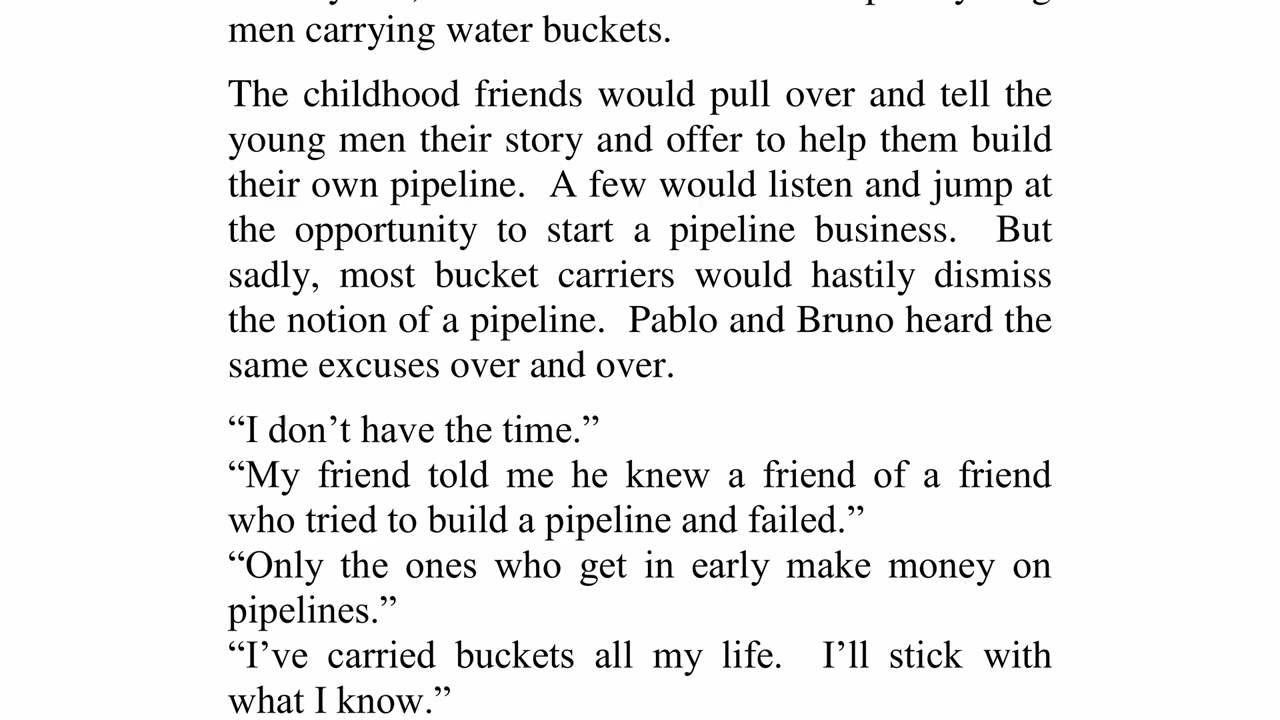 men carrying water buckets.
The childhood friends would pull over and tell the
young men their story and offer to help them build
their own pipeline.  A few would listen and jump at
the opportunity to start a pipeline business.  But
sadly, most bucket carriers would hastily dismiss
the notion of a pipeline.  Pablo and Bruno heard the
same excuses over and over.
“I don’t have the time.”
“My friend told me he knew a friend of a friend
who tried to build a pipeline and failed.”
“Only the ones who get in early make money on
pipelines.”
“I’ve carried buckets all my life.  I’ll stick with
what I know.”